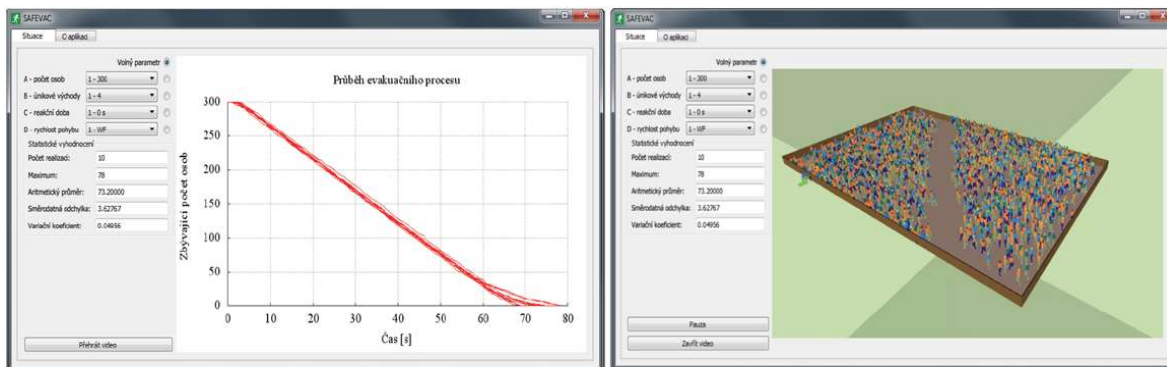 SAFEVAC
Situace O aplikaci
Volný parametr
A - počet osob 1 - 300
B - únikové východy 1 - 4
C - reakční doba 1 - 0 s
D - rychlost pohybu 1 - WF
Statistické vyhodnocení
Počet realizací: 10
Maximum: 78
Aritmetický průměr: 73.20000
Směrodatná odchylka: 3.62767
Variační koeficient: 0.04956
Přehrát video
Průběh evakuačního procesu
Zbývající počet osob
300
250
200
150
100
50
0
0 10 20 30 40 50 60 70 80
Čas [s]
SAFEVAC
Situace O aplikaci
Volný parametr
A - počet osob 1 - 300
B - únikové východy 1 - 4
C - reakční doba 1 - 0 s
D - rychlost pohybu 1 - WF
Statistické vyhodnocení
Počet realizací: 10
Maximum: 78
Aritmetický průměr: 73.20000
Směrodatná odchylka: 3.62767
Variační koeficient: 0.04956
Pauza
Zavřít video